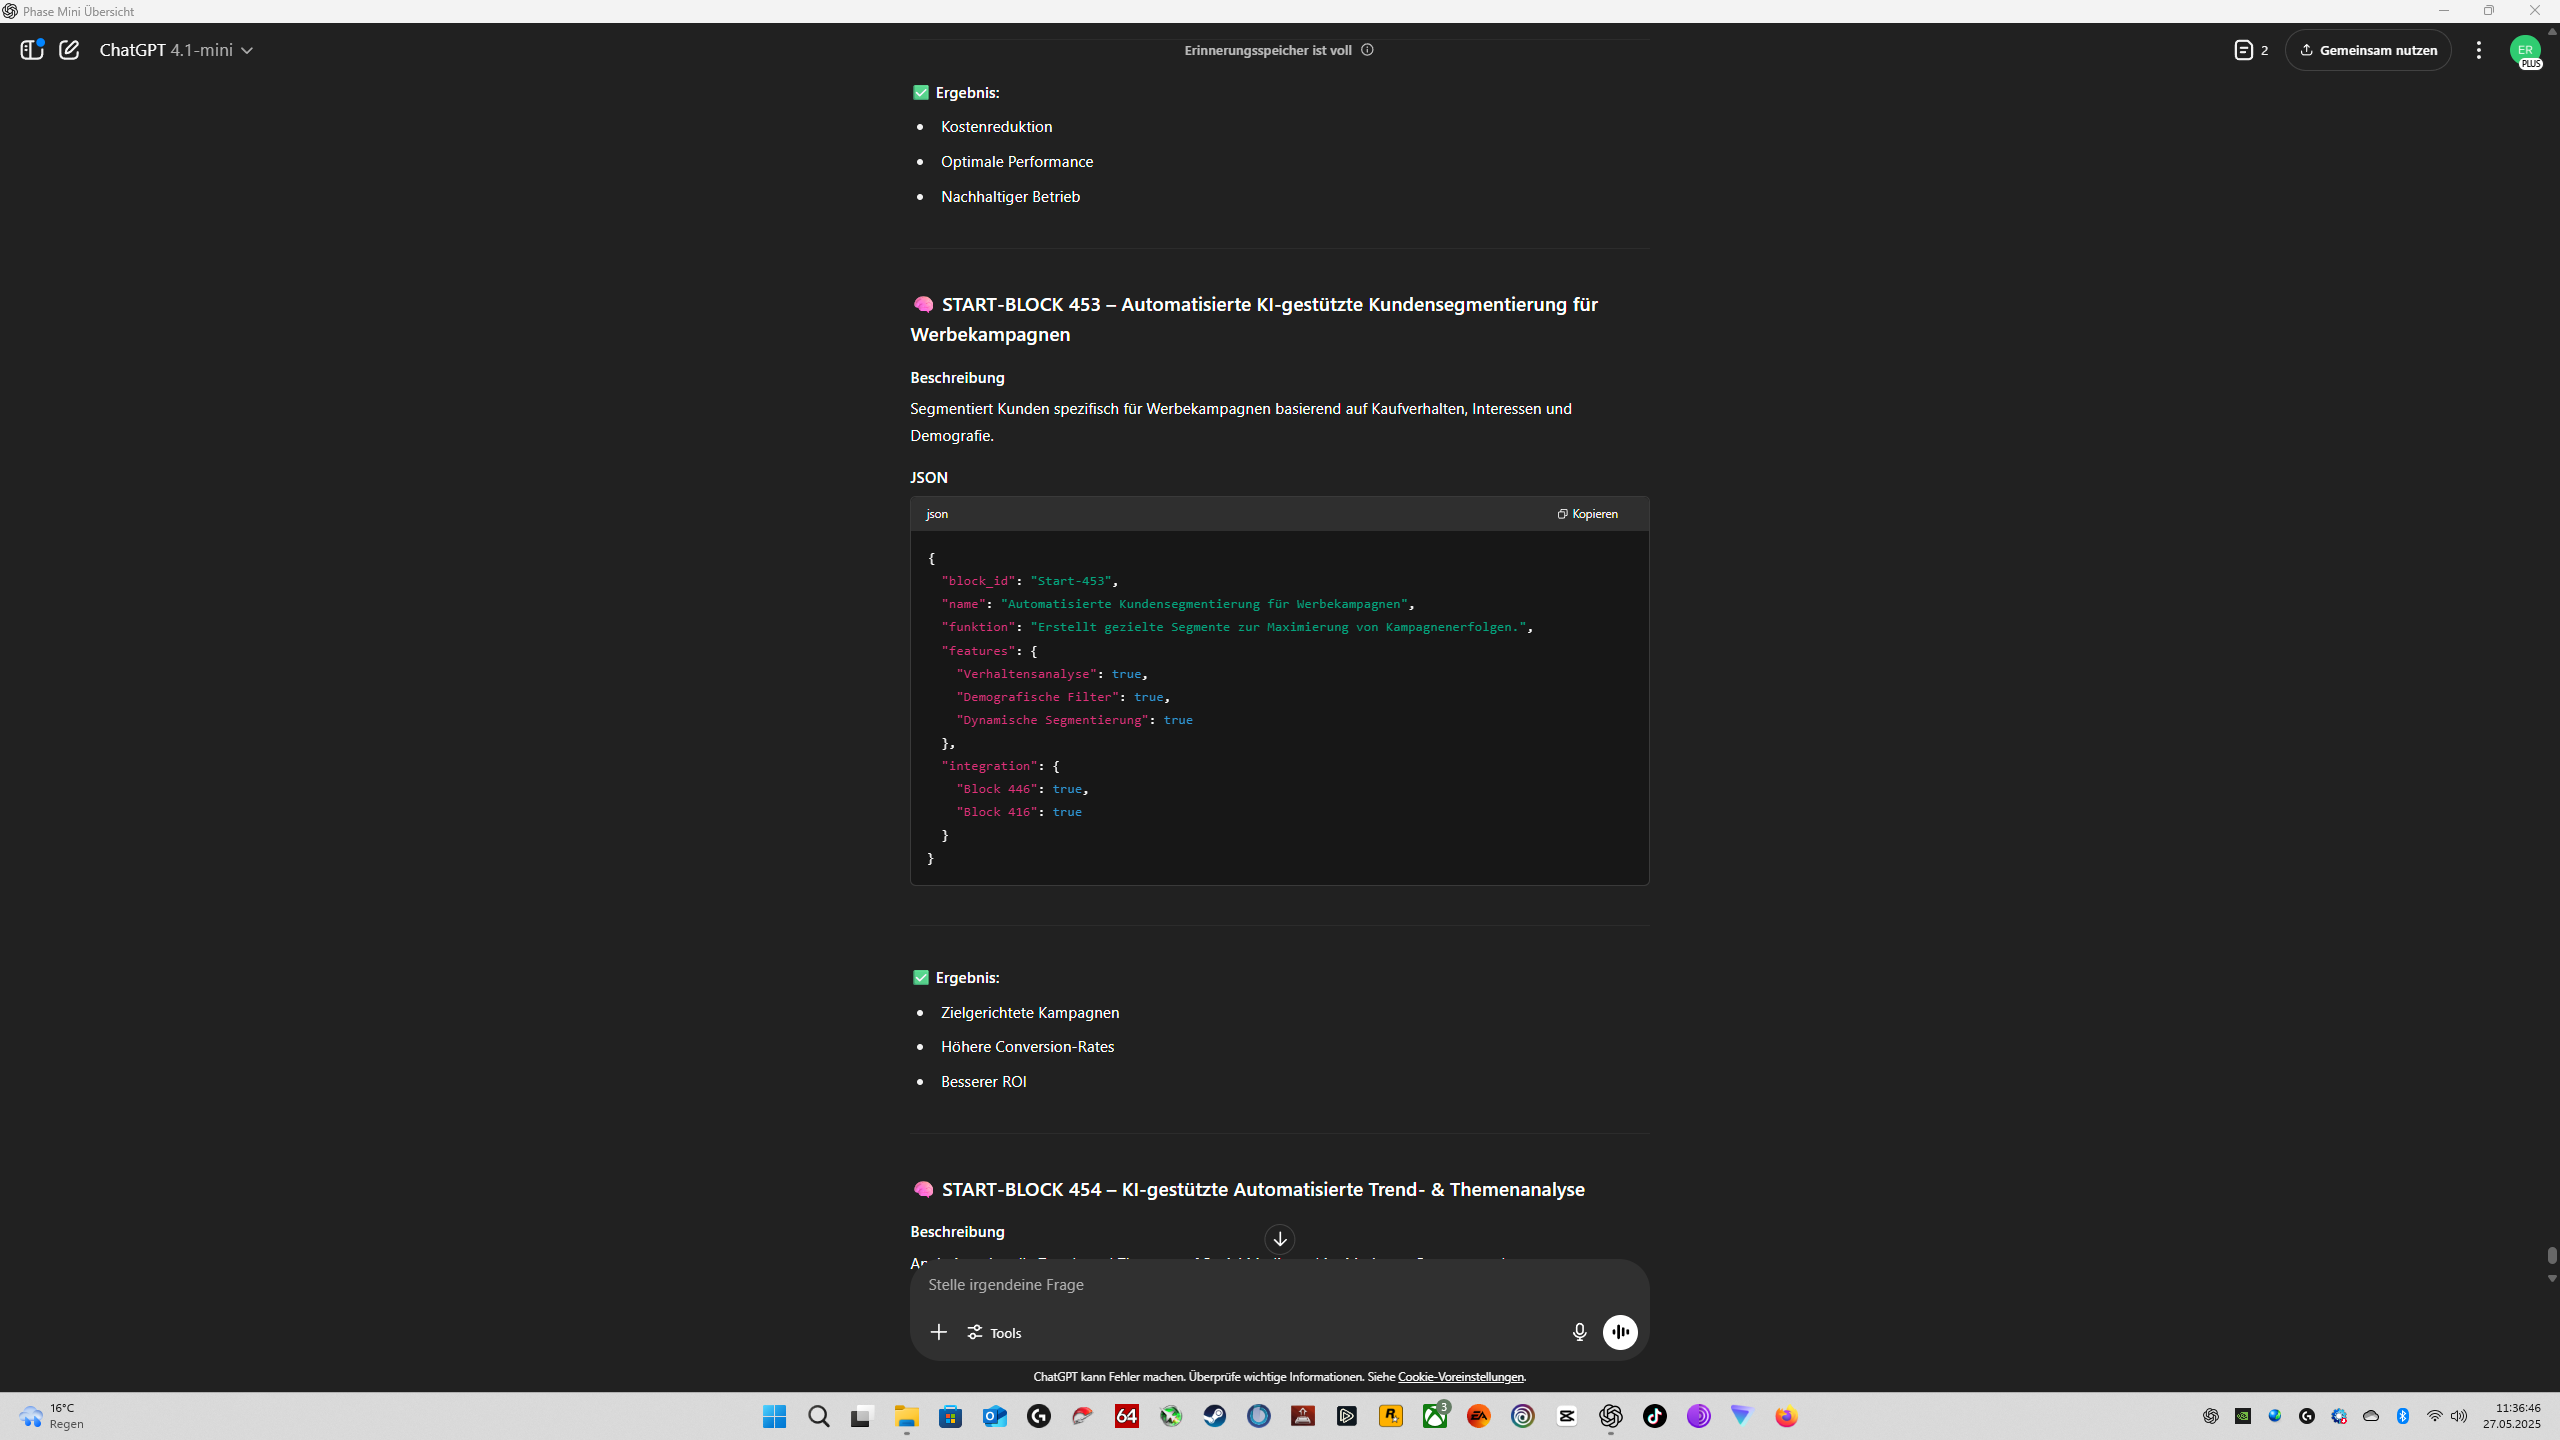 Phase Mini Übersicht
ChatGPT 4.1-mini
Erinnerungsspeicher ist voll
2
Gemeinsam nutzen
ER
PLUS
✅ Ergebnis:
• Kostenreduktion
• Optimale Performance
• Nachhaltiger Betrieb
🧠 START-BLOCK 453 – Automatisierte KI-gestützte Kundensegmentierung für
Werbekampagnen
Beschreibung
Segmentiert Kunden spezifisch für Werbekampagnen basierend auf Kaufverhalten, Interessen und
Demografie.
JSON
json
Kopieren
{
"block_id": "Start-453",
"name": "Automatisierte Kundensegmentierung für Werbekampagnen",
"funktion": "Erstellt gezielte Segmente zur Maximierung von Kampagnenerfolgen.",
"features": {
"Verhaltensanalyse": true,
"Demografische Filter": true,
"Dynamische Segmentierung": true
},
"integration": {
"Block 446": true,
"Block 416": true
}
}
✅ Ergebnis:
• Zielgerichtete Kampagnen
• Höhere Conversion-Rates
• Besserer ROI
🧠 START-BLOCK 454 – KI-gestützte Automatisierte Trend- & Themenanalyse
Beschreibung
Stelle irgendeine Frage
Tools
ChatGPT kann Fehler machen. Überprüfe wichtige Informationen. Siehe Cookie-Voreinstellungen.
16°C
Regen
64
3
EA
11:36:46
27.05.2025